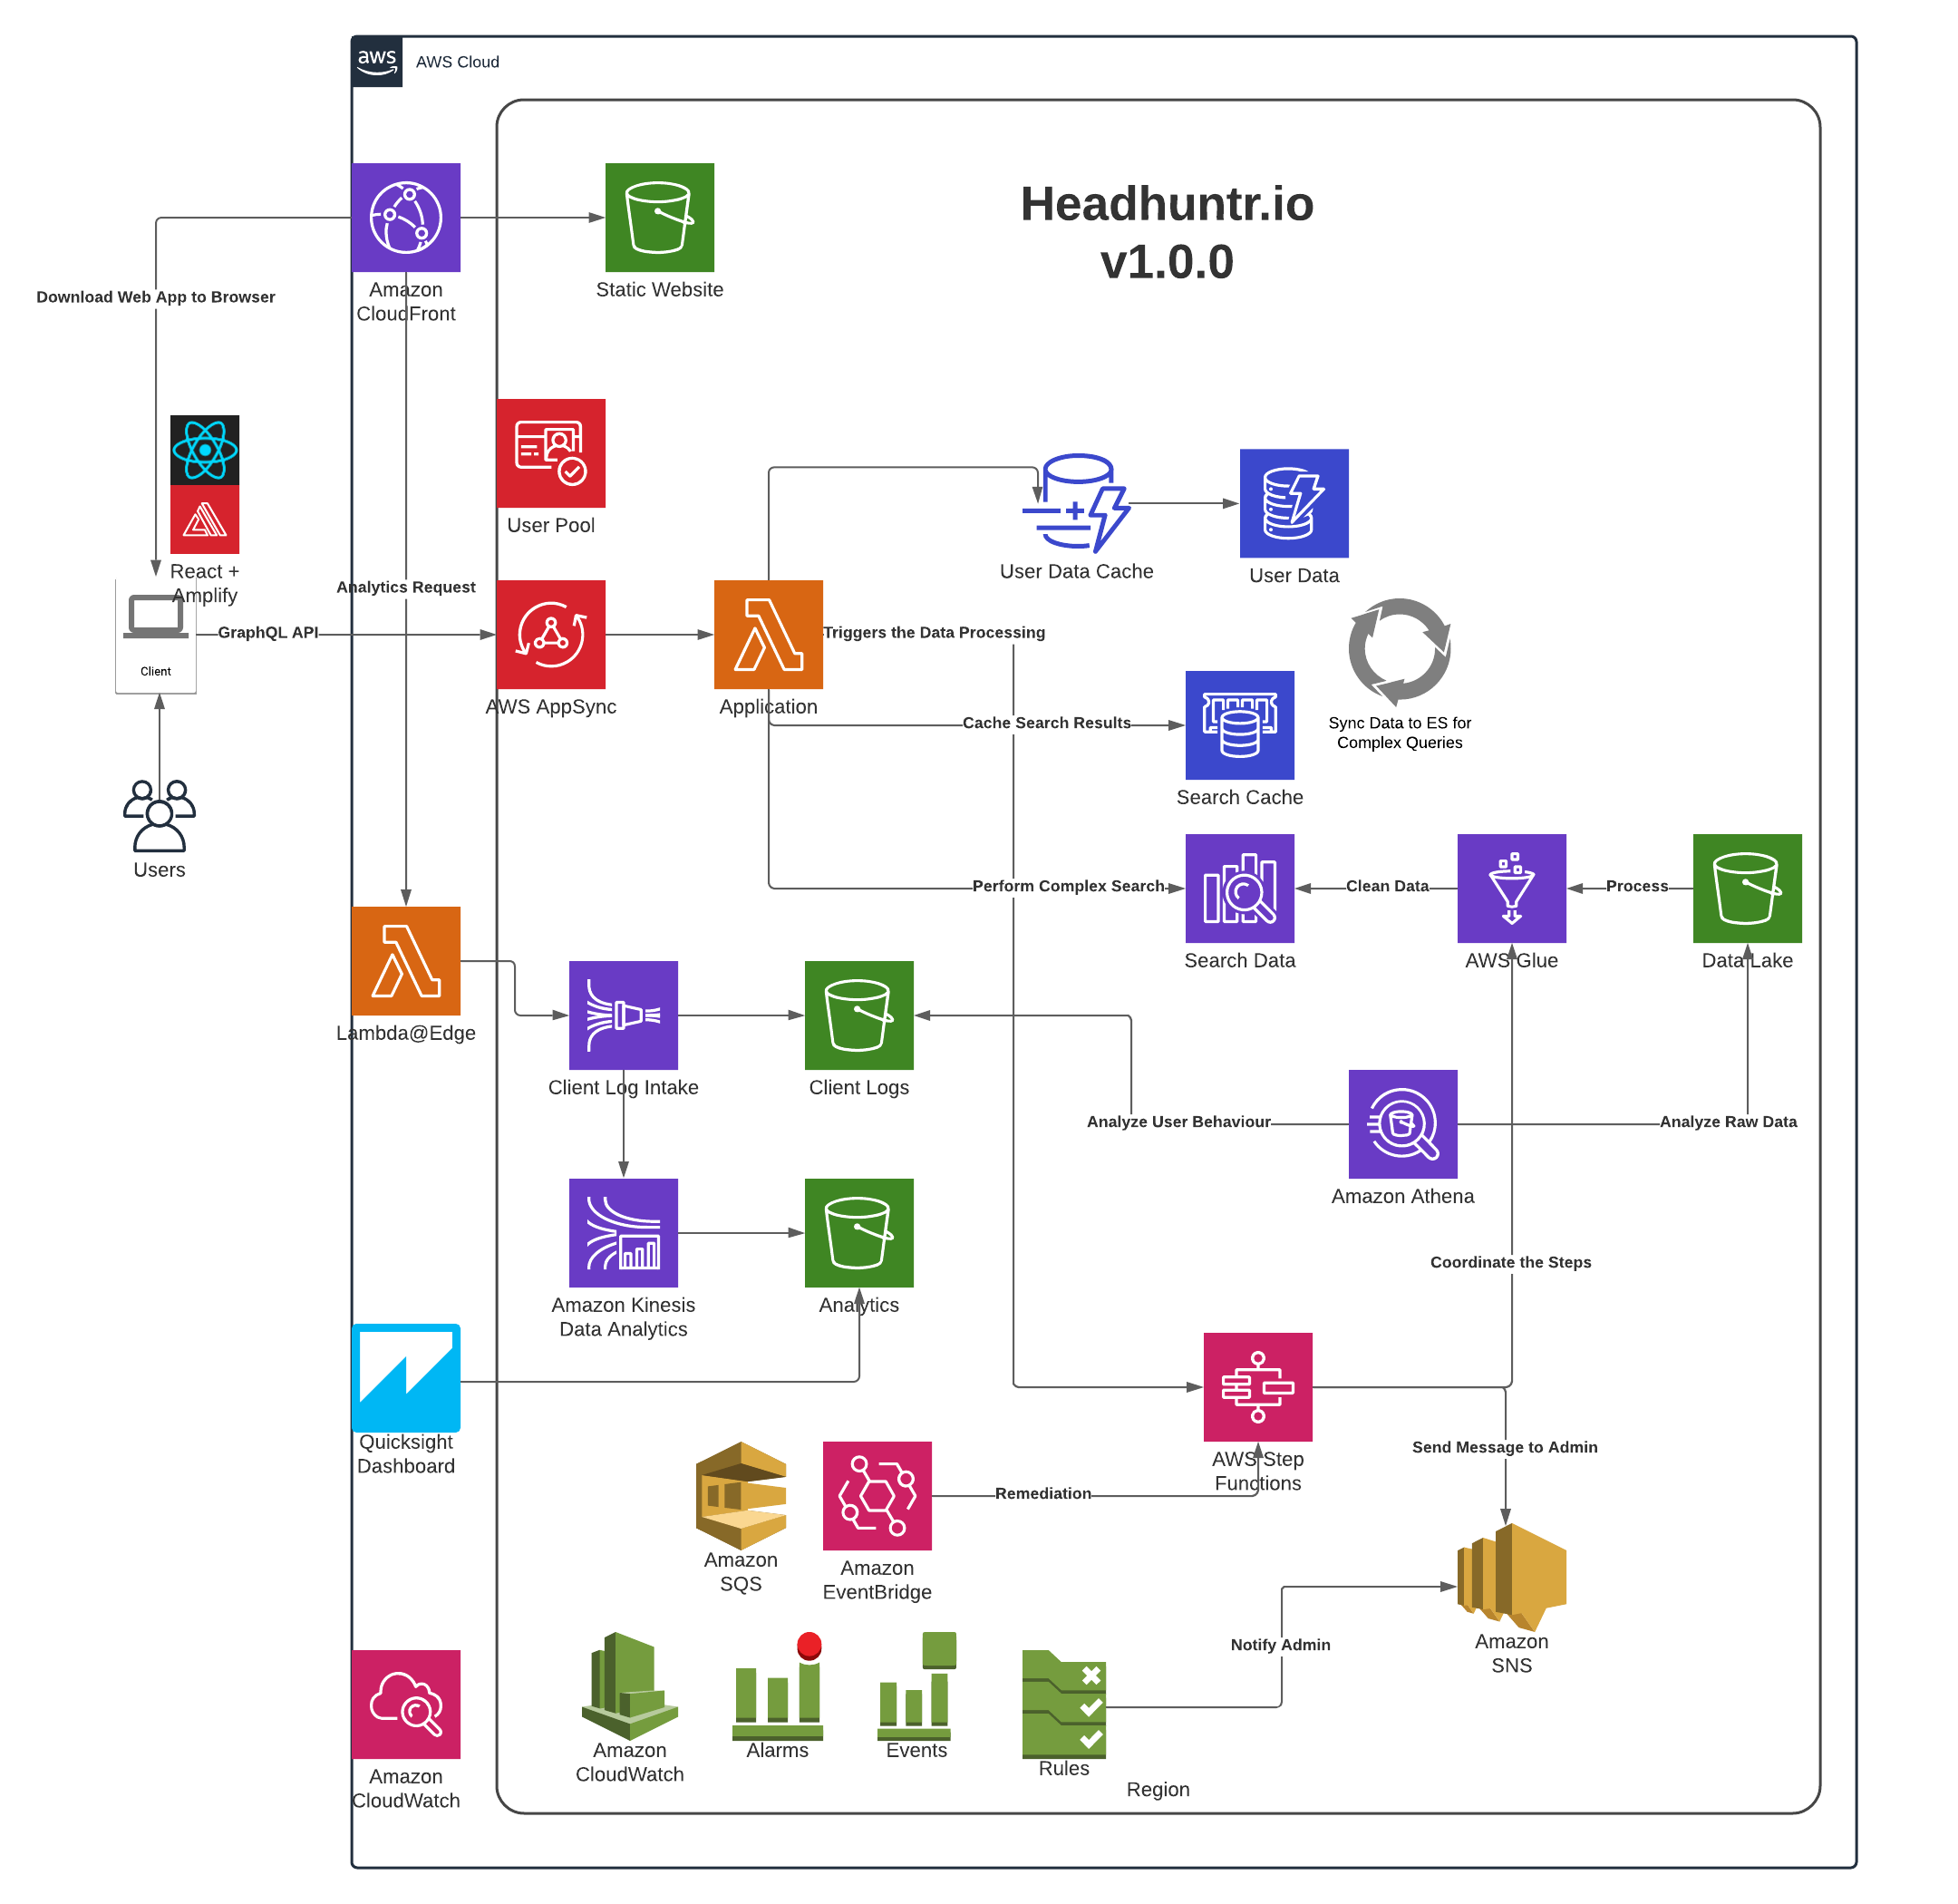 aws
AWS Cloud
Headhuntr.io
v1.0.0
Amazon
CloudFront
Static Website
Download Web App to Browser
User Pool
React +
Amplify
User Data Cache
User Data
Analytics Request
GraphQL API
Triggers the Data Processing
Client
AWS AppSync
Application
Cache Search Results
Sync Data to ES for
Complex Queries
Search Cache
Users
Perform Complex Search
Clean Data
Process
Search Data
AWS Glue
Data Lake
Lambda@Edge
Client Log Intake
Client Logs
Analyze User Behaviour
Analyze Raw Data
Amazon Athena
Coordinate the Steps
Amazon Kinesis
Data Analytics
Analytics
Quicksight
Dashboard
AWS Step
Functions
Send Message to Admin
Remediation
Amazon
SQS
Amazon
EventBridge
Notify Admin
Amazon
SNS
Amazon
CloudWatch
Alarms
Events
Rules
Amazon
CloudWatch
Region